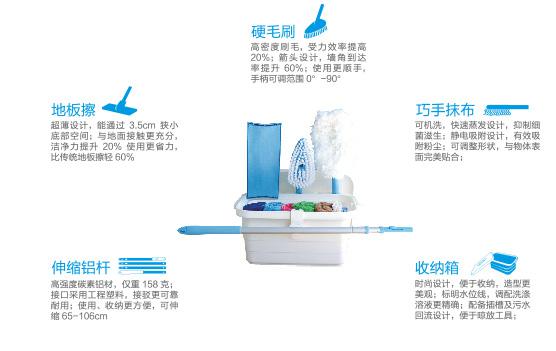 硬毛刷
高密度刷毛，受力效率提高
20%；箭头设计，墙角到达
率提升 60%；使用更顺手，
手柄可调范围0° -90°
地板擦
超薄设计，能通过 3.5cm 狭小
底部空间；与地面接触更充分，
洁净力提升 20% 使用更省力，
比传统地板擦轻60%
巧手抹布
可机洗，快速蒸发设计，抑制细
菌滋生；静电吸附设计，有效吸
附粉尘；可调整形状，与物体表
面完美贴合；
伸缩铝杆
高强度碳素铝材，仅重 158 克；
接口采用工程塑料，接驳更可靠
耐用；使用、收纳更方便，可伸
缩65-106cm
收纳箱
时尚设计，便于收纳，造型更
美观；标明水位线，调配洗涤
溶液更精确；配备插槽及污水
回流设计，便于晾放工具；